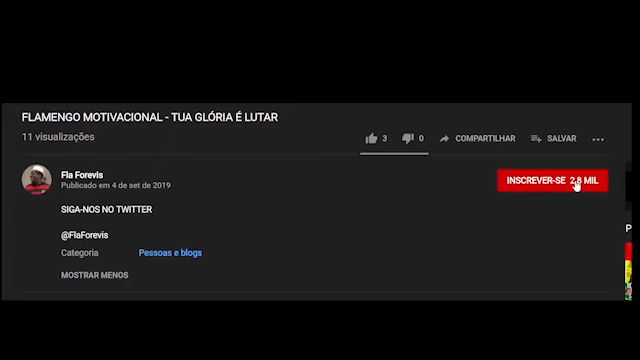 FLAMENGO MOTIVACIONAL - TUA GLÓRIA É LUTAR
11 visualizações
3 0 COMPARTILHAR SALVAR
Fla Forevis
Publicado em 4 de set de 2019
INSCREVER-SE 2,8 MIL
SIGA-NOS NO TWITTER
@FlaForevis
Categoria Pessoas e blogs
MOSTRAR MENOS
P